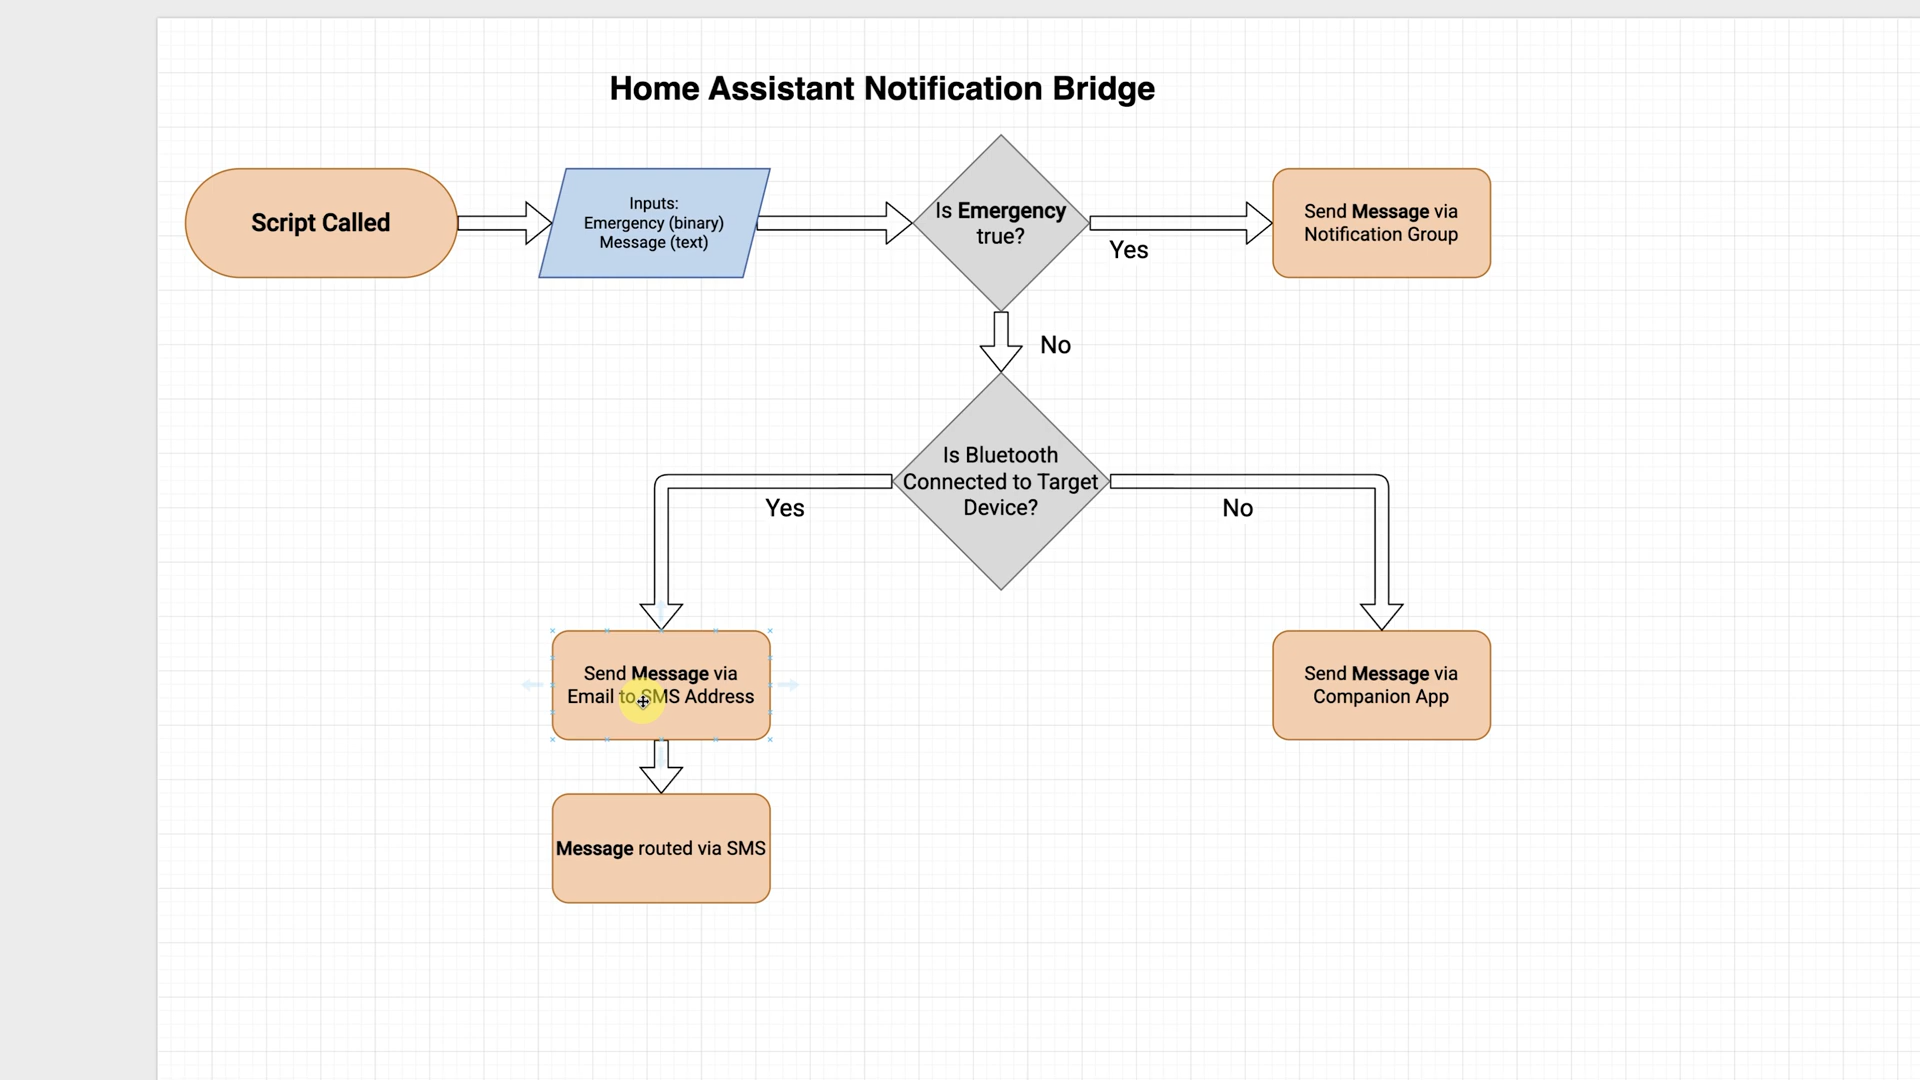 Home Assistant Notification Bridge
Script Called
Inputs:
Emergency (binary)
Message (text)
Is Emergency
true?
Yes
Send Message via
Notification Group
No
Is Bluetooth
Connected to Target
Device?
Yes
No
Send Message via
Email to SMS Address
Send Message via
Companion App
Message routed via SMS